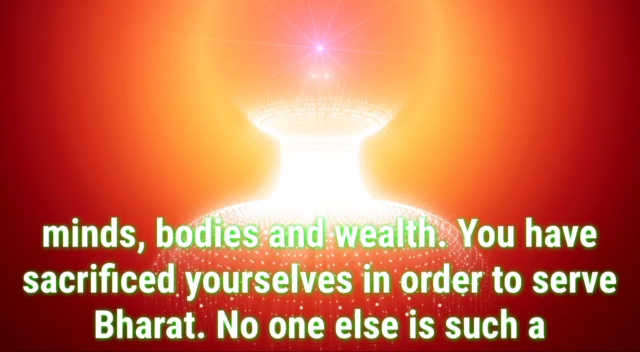 minds, bodies and wealth. You have
sacrificed yourselves in order to serve
Bharat. No one else is such a